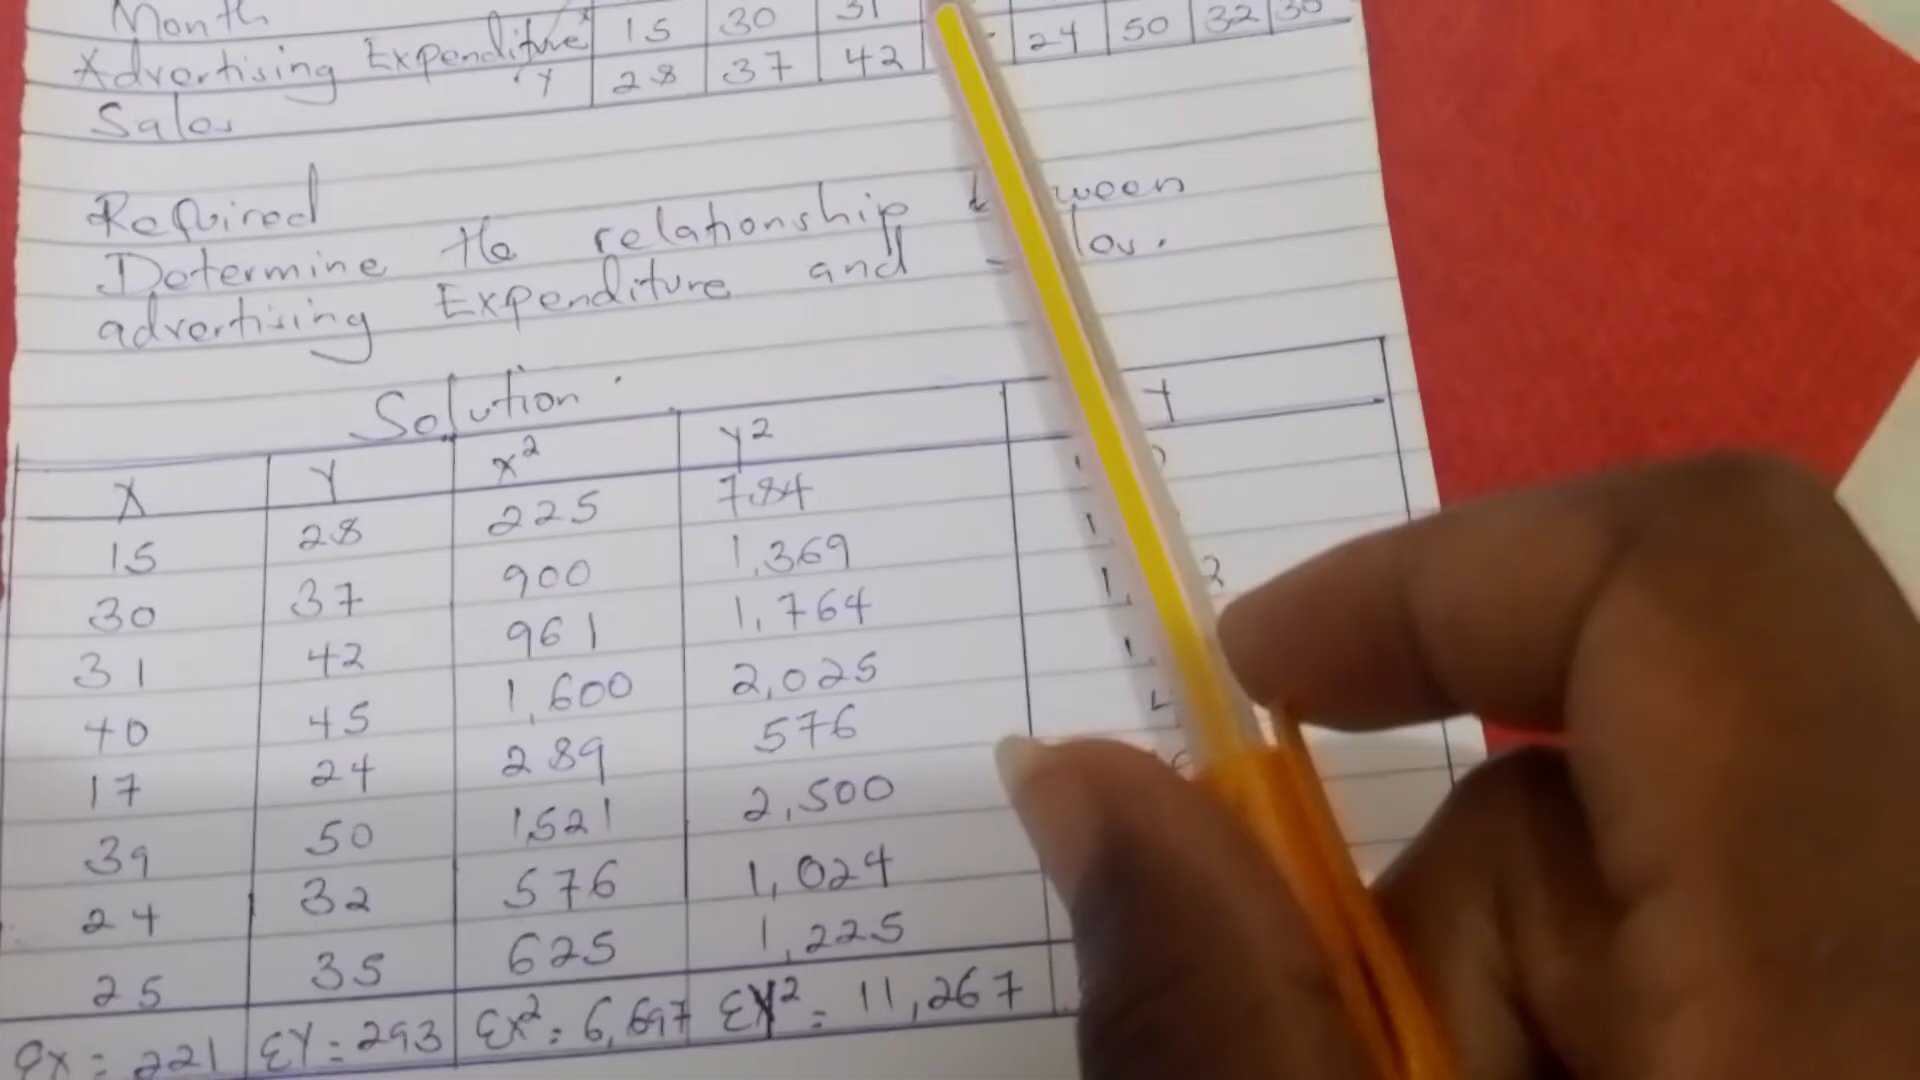 Month
Advertising Expenditure 15 30 31
Sales Y 28 37 42 24 50 32
Required
Determine the relationship
advertising Expenditure and
Solution
X Y X² Y² Y
15 28 225 784
30 37 900 1,369
31 42 961 1,764
40 45 1,600 2,025
17 24 289 576
39 50 1521 2,500
24 32 576 1,024
25 35 625 1,225
ΣX = 221 ΣY = 293 ΣX² = 6,697 ΣY² = 11,267